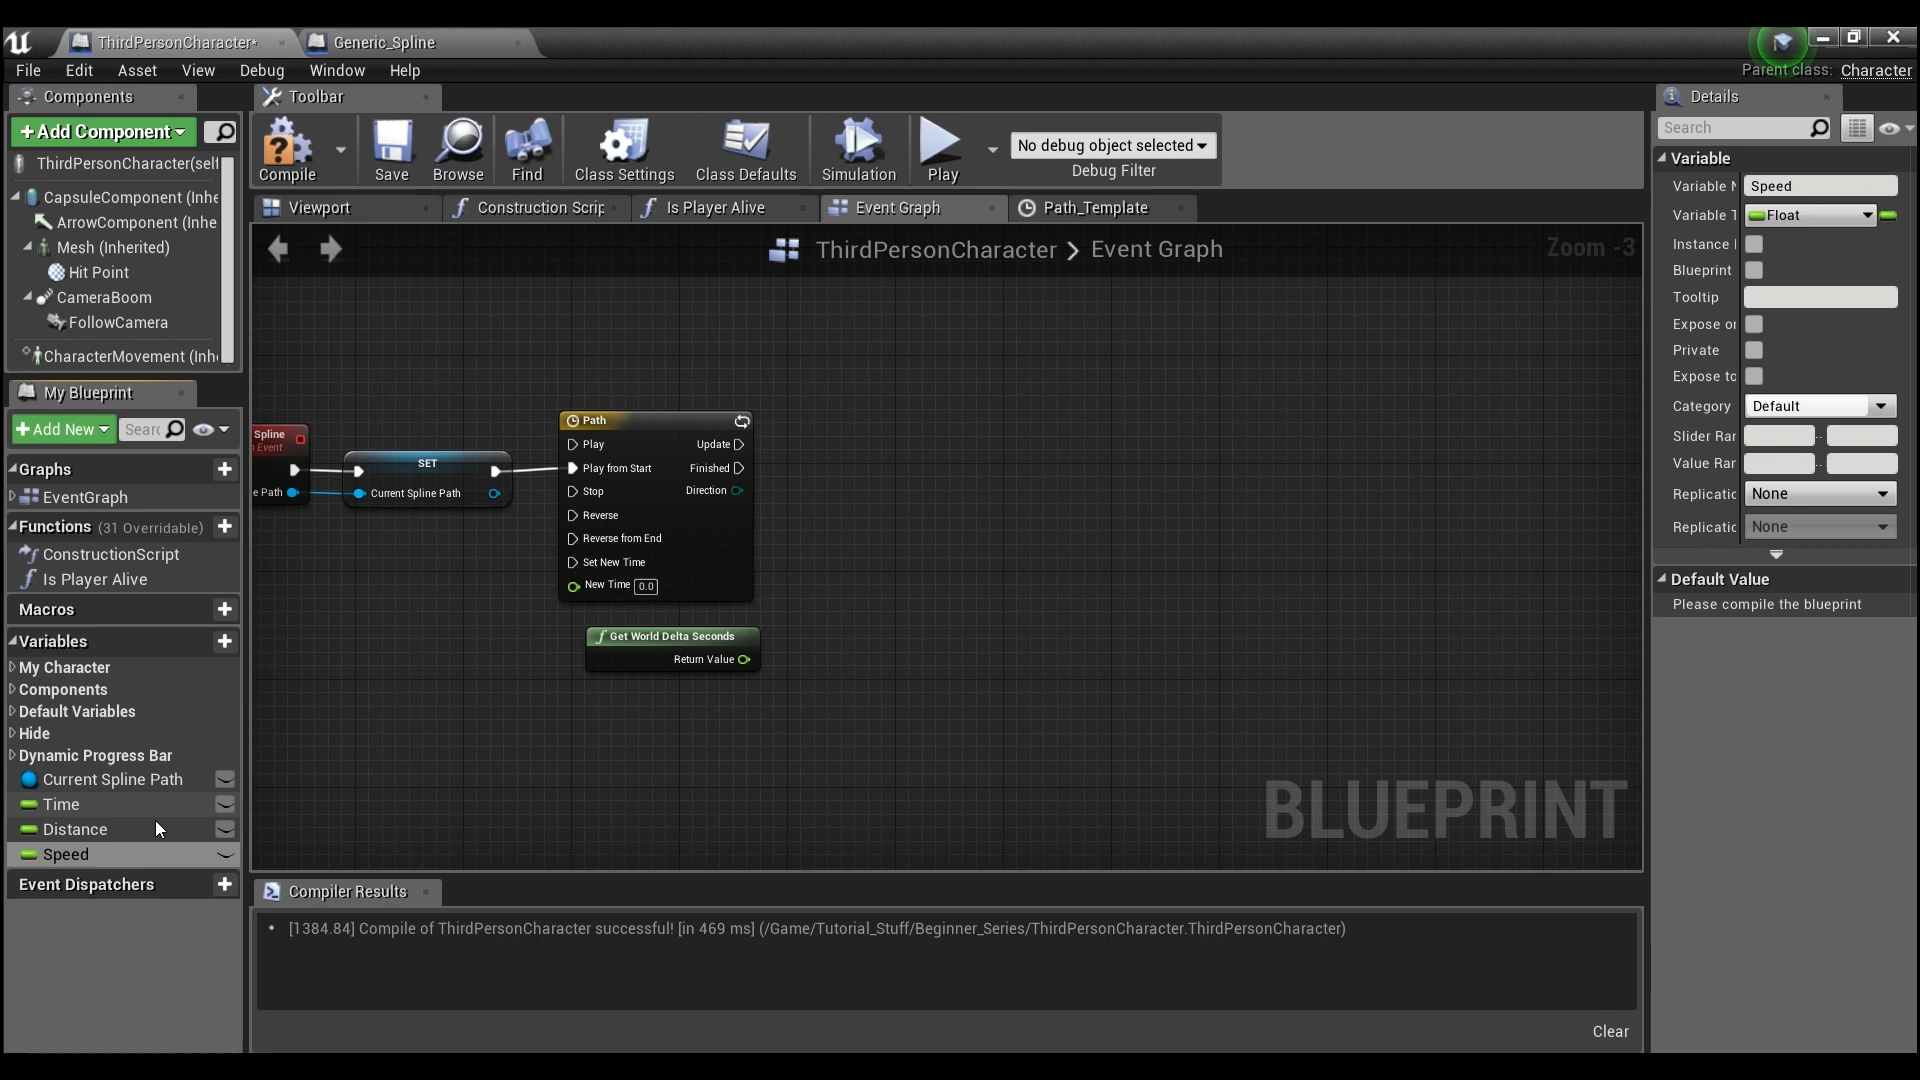 ThirdPersonCharacter*
Generic_Spline
File Edit Asset View Debug Window Help
Parent class: Character
Components
Toolbar
Details
+Add Component
Compile
Save
Browse
Find
Class Settings
Class Defaults
Simulation
Play
No debug object selected
Debug Filter
Search
ThirdPersonCharacter(self
CapsuleComponent (Inhe
ArrowComponent (Inhe
Mesh (Inherited)
Hit Point
CameraBoom
FollowCamera
CharacterMovement (Inh
Viewport
Construction Scrip
Is Player Alive
Event Graph
Path_Template
ThirdPersonCharacter > Event Graph
Zoom -3
My Blueprint
+Add New
Searc
Graphs
EventGraph
Functions (31 Overridable)
ConstructionScript
Is Player Alive
Macros
Variables
My Character
Components
Default Variables
Hide
Dynamic Progress Bar
Current Spline Path
Time
Distance
Speed
Event Dispatchers
Spline
Event
e Path
SET
Current Spline Path
Path
Play
Update
Play from Start
Finished
Stop
Direction
Reverse
Reverse from End
Set New Time
New Time 0.0
f Get World Delta Seconds
Return Value
BLUEPRINT
Variable
Variable N Speed
Variable T Float
Instance
Blueprint
Tooltip
Expose o
Private
Expose to
Category Default
Slider Rar
Value Rar
Replicatic None
Replicatic None
Default Value
Please compile the blueprint
Compiler Results
[1384.84] Compile of ThirdPersonCharacter successful! [in 469 ms] (/Game/Tutorial_Stuff/Beginner_Series/ThirdPersonCharacter.ThirdPersonCharacter)
Clear